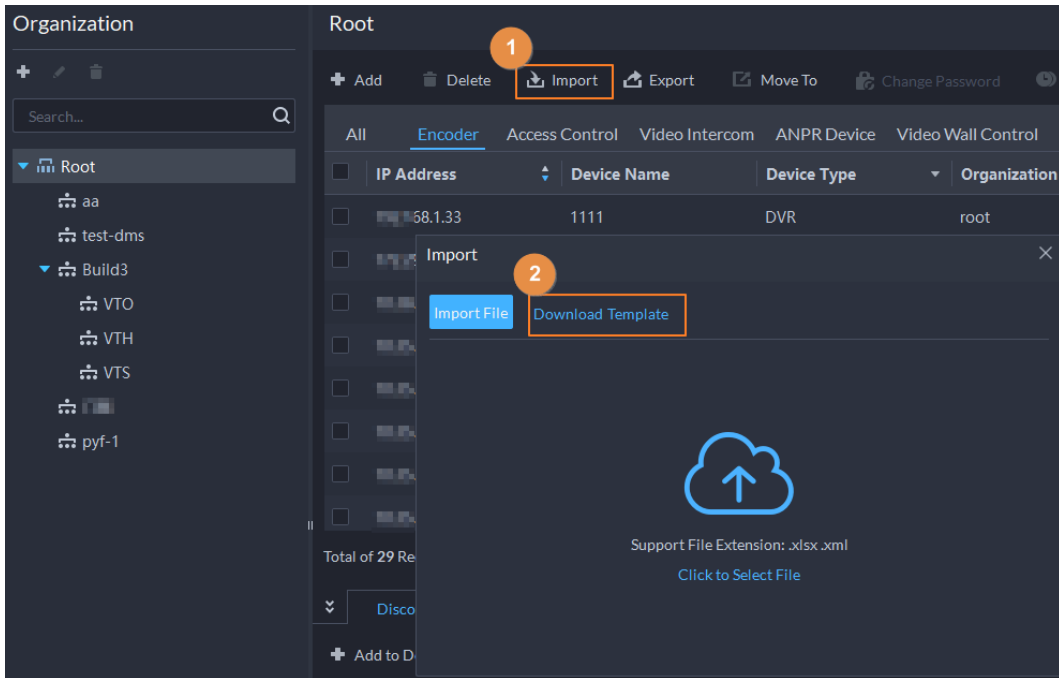 Organization
Search...
Root
aa
test-dms
Build3
VTO
VTH
VTS
pyf-1
Root
1
Add Delete Import Export Move To Change Password
All Encoder Access Control Video Intercom ANPR Device Video Wall Control
IP Address Device Name Device Type Organization
68.1.33 1111 DVR root
Import
2
Import File Download Template
Support File Extension: .xlsx .xml
Click to Select File
Total of 29 Re
Disco
Add to D